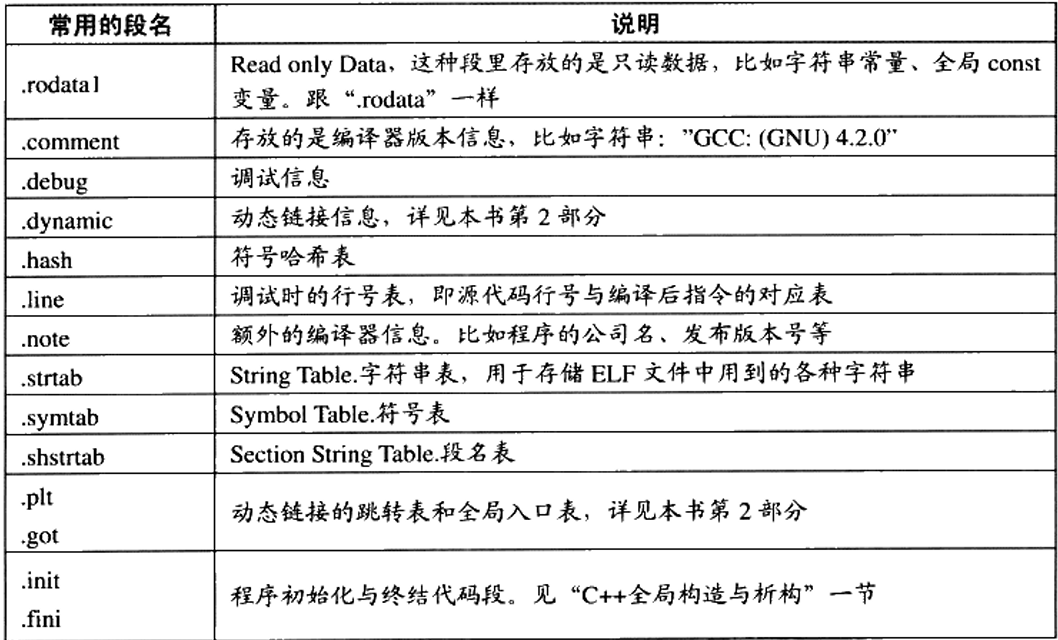 常用的段名 说明
.rodata1 Read only Data，这种段里存放的是只读数据，比如字符串常量、全局 const
变量。跟“.rodata”一样
.comment 存放的是编译器版本信息，比如字符串：”GCC: (GNU) 4.2.0”
.debug 调试信息
.dynamic 动态链接信息，详见本书第 2 部分
.hash 符号哈希表
.line 调试时的行号表，即源代码行号与编译后指令的对应表
.note 额外的编译器信息。比如程序的公司名、发布版本号等
.strtab String Table.字符串表，用于存储 ELF 文件中用到的各种字符串
.symtab Symbol Table.符号表
.shstrtab Section String Table.段名表
.plt
.got
动态链接的跳转表和全局入口表，详见本书第 2 部分
.init
.fini
程序初始化与终结代码段。见“C++全局构造与析构”一节